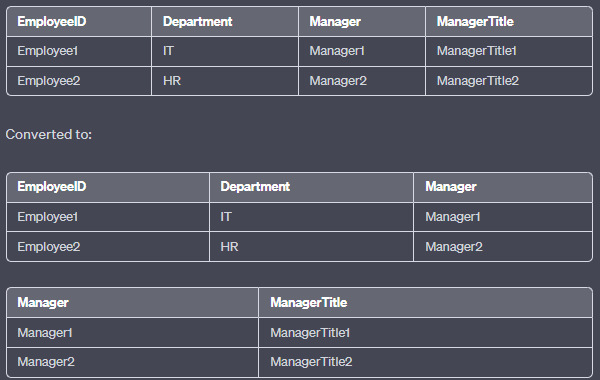 EmployeeID Department Manager ManagerTitle
Employee1 IT Manager1 ManagerTitle1
Employee2 HR Manager2 ManagerTitle2
Converted to:
EmployeeID Department Manager
Employee1 IT Manager1
Employee2 HR Manager2
Manager ManagerTitle
Manager1 ManagerTitle1
Manager2 ManagerTitle2